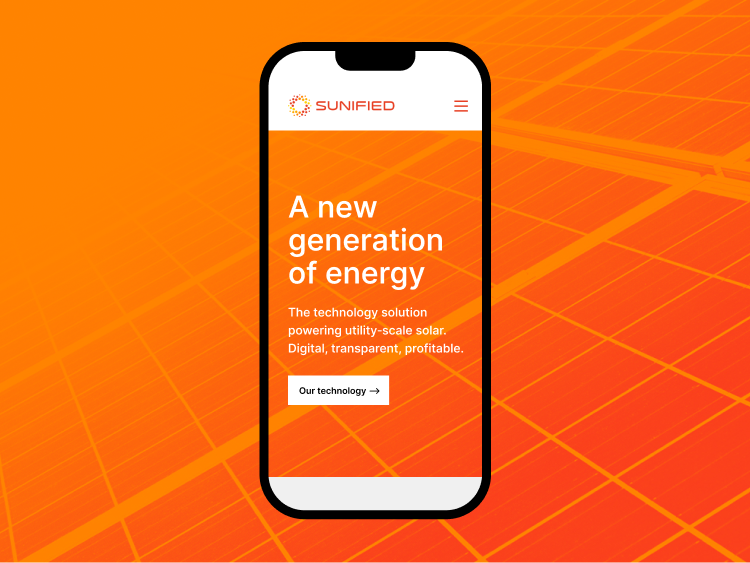 SUNIFIED
A new
generation
of energy
The technology solution
powering utility-scale solar.
Digital, transparent, profitable.
Our technology →